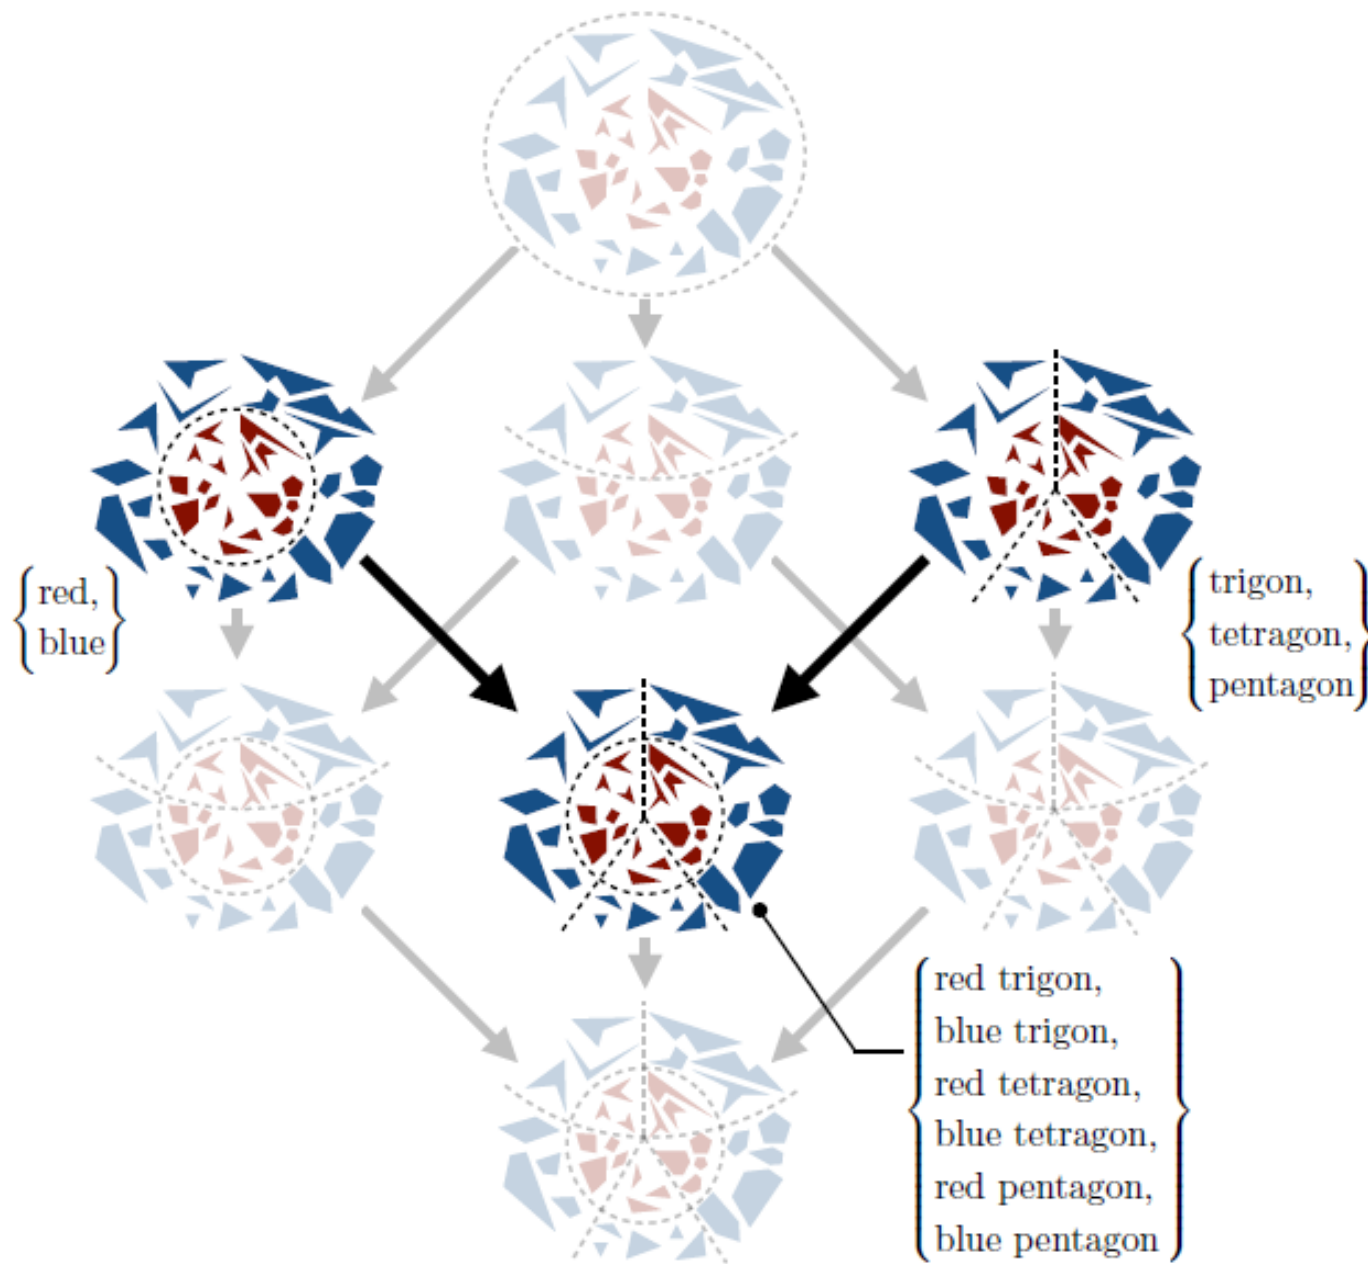 red,
blue
trigon,
tetragon,
pentagon
red trigon,
blue trigon,
red tetragon,
blue tetragon,
red pentagon,
blue pentagon